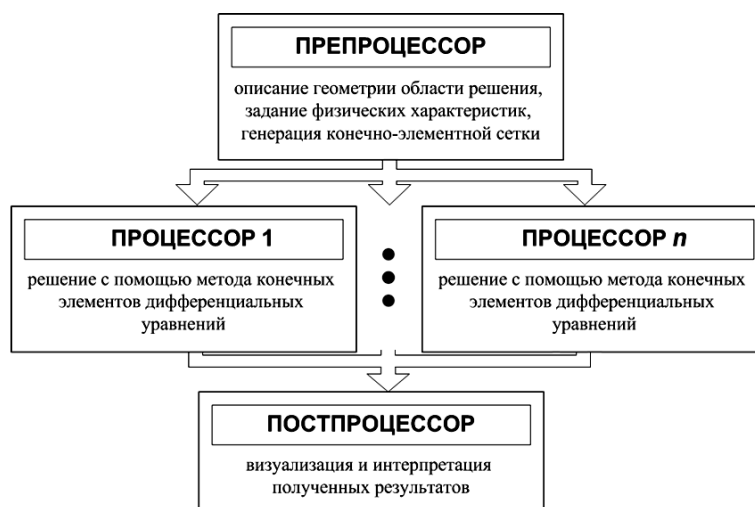 ПРЕПРОЦЕССОР
описание геометрии области решения,
задание физических характеристик,
генерация конечно-элементной сетки
ПРОЦЕССОР 1
решение с помощью метода конечных
элементов дифференциальных
уравнений
ПРОЦЕССОР n
решение с помощью метода конечных
элементов дифференциальных
уравнений
ПОСТПРОЦЕССОР
визуализация и интерпретация
полученных результатов